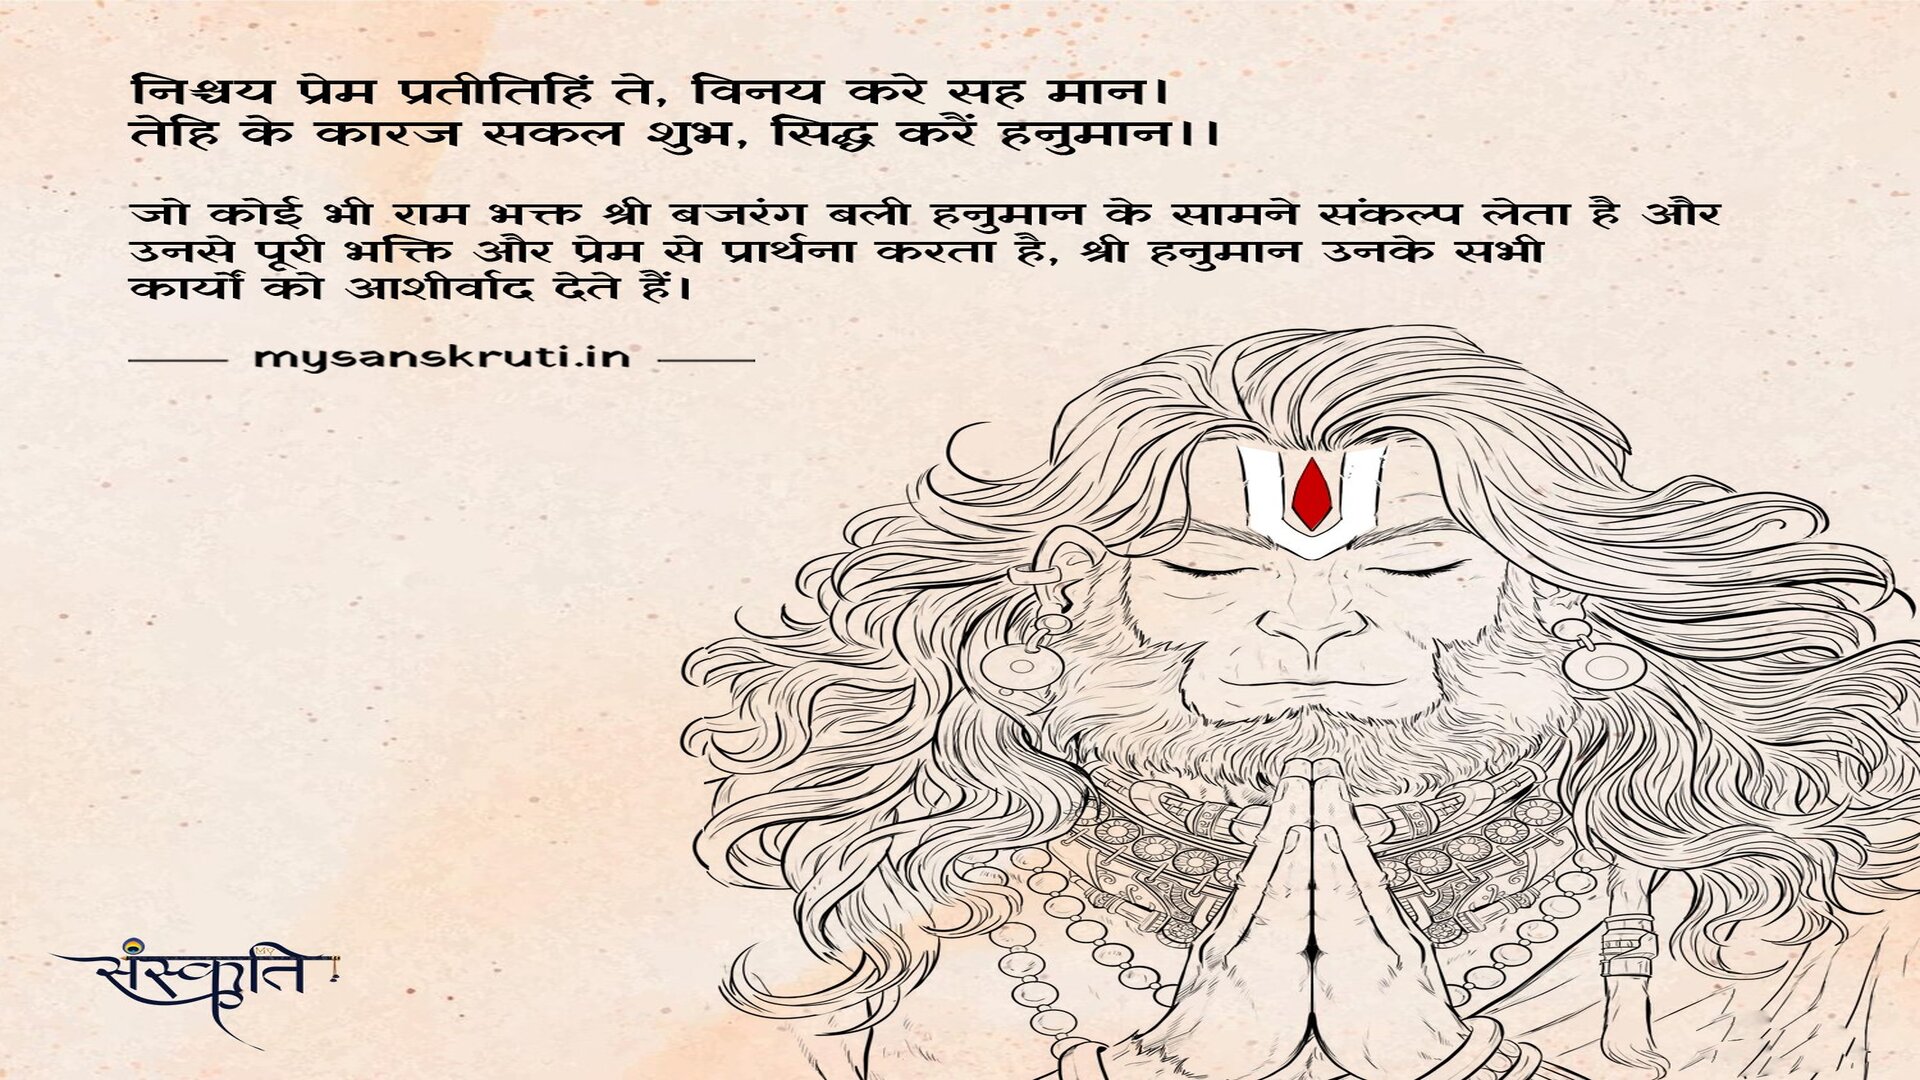 निश्चय प्रेम प्रतीतिहिं ते, विनय करे सह मान।
तेहि के कारज सकल शुभ, सिद्ध करैं हनुमान।।
जो कोई भी राम भक्त श्री बजरंग बली हनुमान के सामने संकल्प लेता है और
उनसे पूरी भक्ति और प्रेम से प्रार्थना करता है, श्री हनुमान उनके सभी
कार्यों को आशीर्वाद देते हैं।
mysanskruti.in
MY
संस्कृति